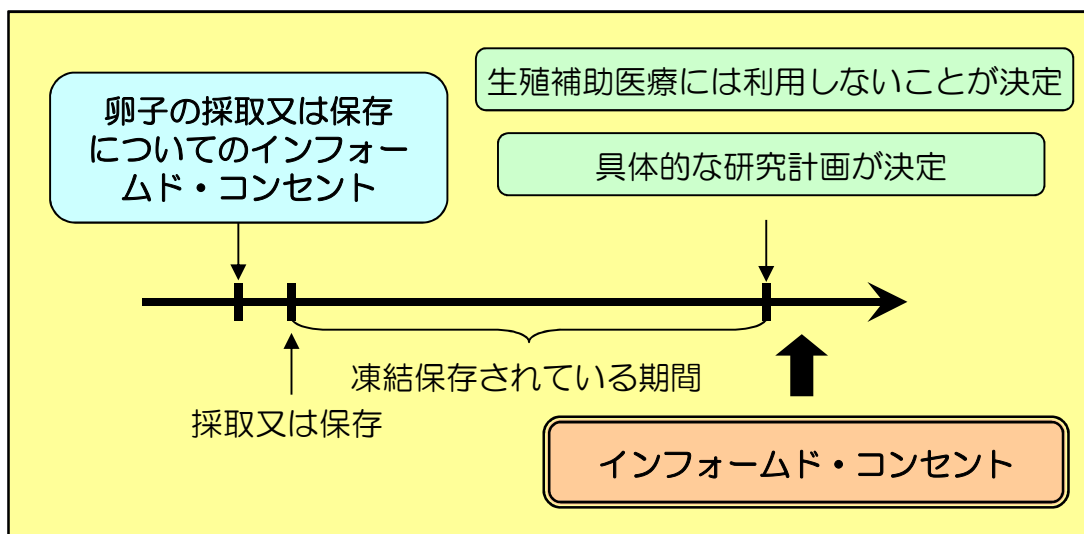 生殖補助医療には利用しないことが決定
卵子の採取又は保存
についてのインフォー
ムド・コンセント
具体的な研究計画が決定
凍結保存されている期間
採取又は保存
インフォームド・コンセント